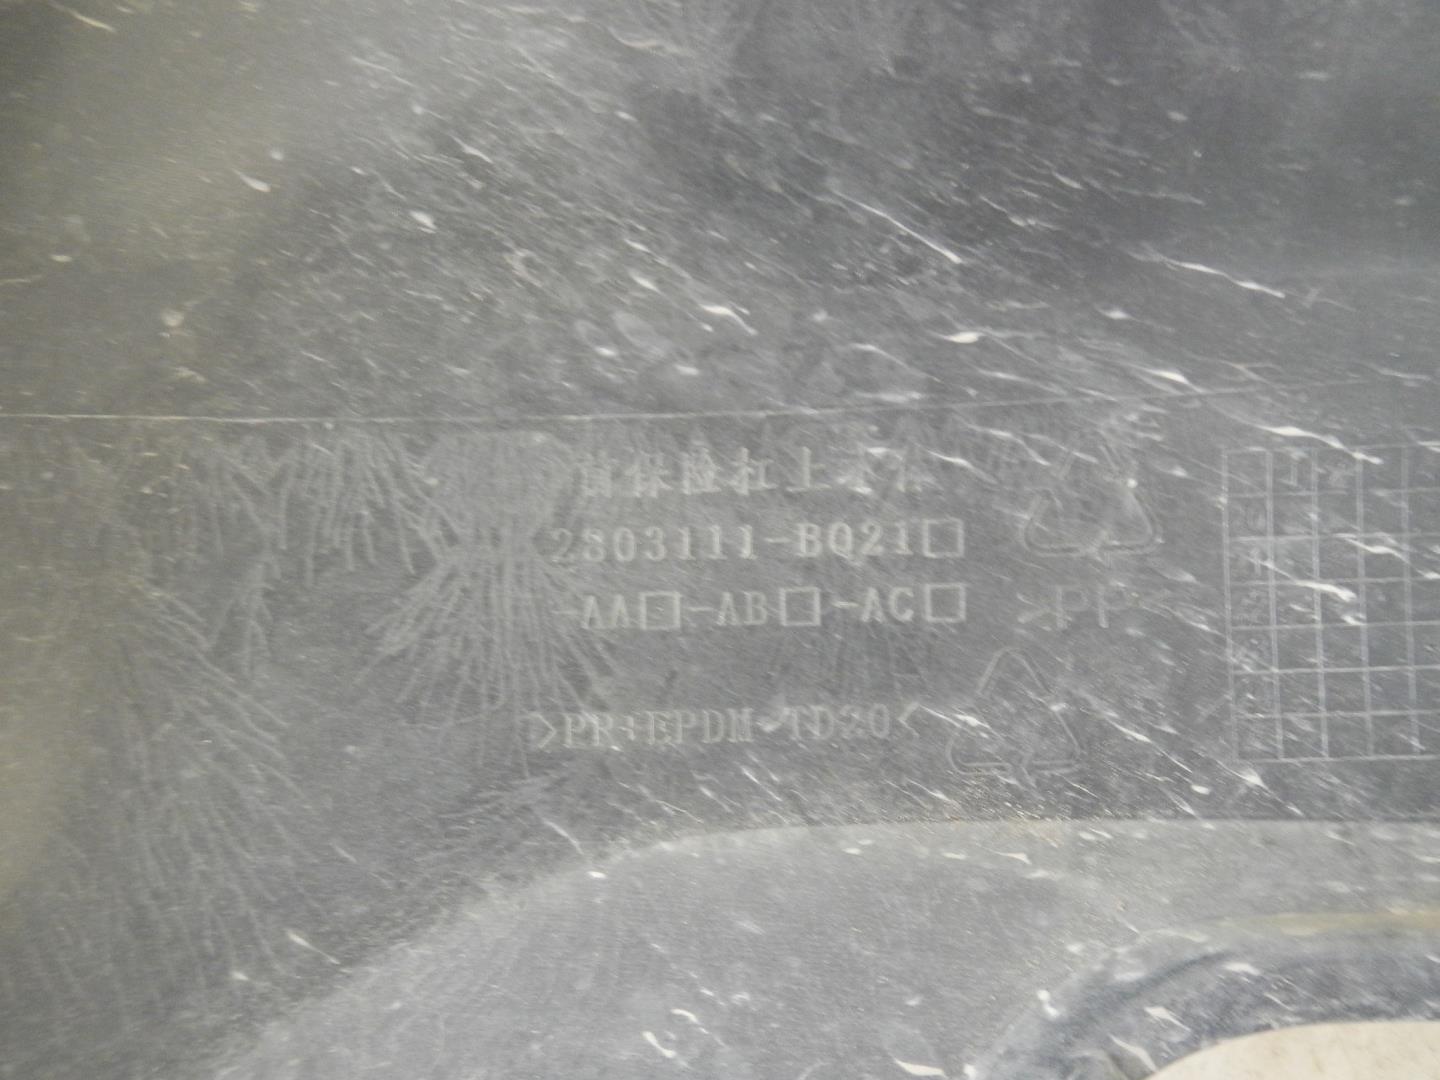 前保险杠上本体
2803111-BQ21□
-AA□-AB□-AC□
>PP<
>PP+EPDM-TD20<